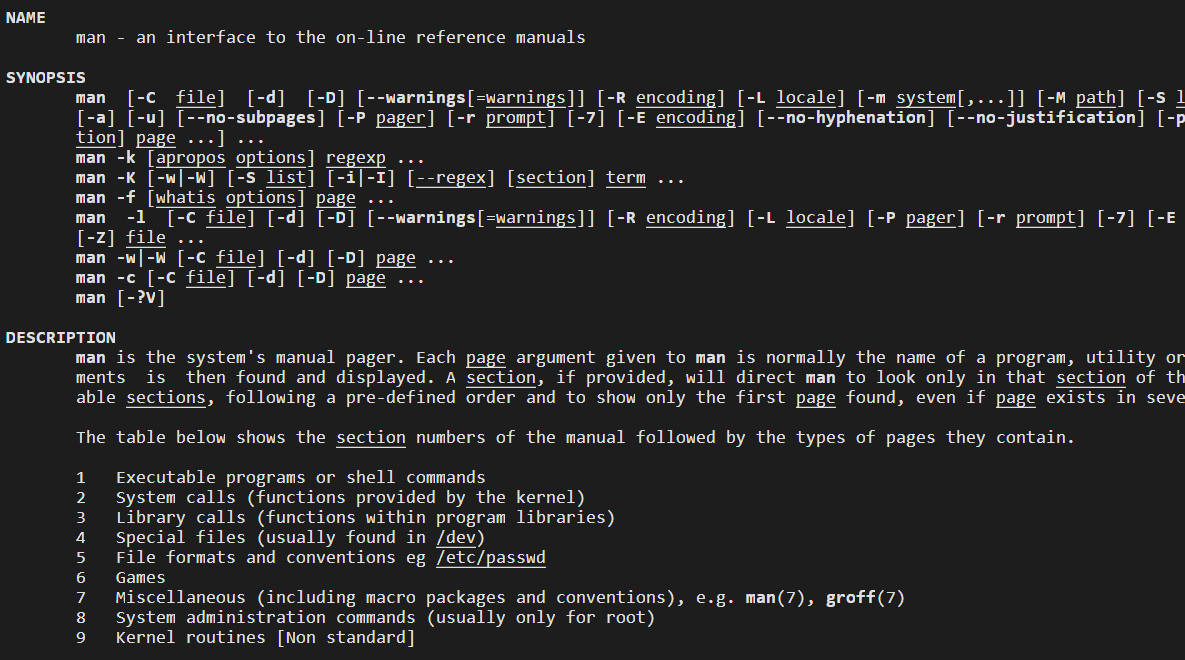 NAME
man - an interface to the on-line reference manuals
SYNOPSIS
man [-C file] [-d] [-D] [--warnings[=warnings]] [-R encoding] [-L locale] [-m system[,...]] [-M path] [-S l
[-a] [-u] [--no-subpages] [-P pager] [-r prompt] [-7] [-E encoding] [--no-hyphenation] [--no-justification] [-p
tion] page ...] ...
man -k [apropos options] regexp ...
man -K [-w|-W] [-S list] [-i|-I] [--regex] [section] term ...
man -f [whatis options] page ...
man -l [-C file] [-d] [-D] [--warnings[=warnings]] [-R encoding] [-L locale] [-P pager] [-r prompt] [-7] [-E
[-Z] file ...
man -w|-W [-C file] [-d] [-D] page ...
man -c [-C file] [-d] [-D] page ...
man [-?V]
DESCRIPTION
man is the system's manual pager. Each page argument given to man is normally the name of a program, utility or
ments is then found and displayed. A section, if provided, will direct man to look only in that section of th
able sections, following a pre-defined order and to show only the first page found, even if page exists in seve
The table below shows the section numbers of the manual followed by the types of pages they contain.
1 Executable programs or shell commands
2 System calls (functions provided by the kernel)
3 Library calls (functions within program libraries)
4 Special files (usually found in /dev)
5 File formats and conventions eg /etc/passwd
6 Games
7 Miscellaneous (including macro packages and conventions), e.g. man(7), groff(7)
8 System administration commands (usually only for root)
9 Kernel routines [Non standard]